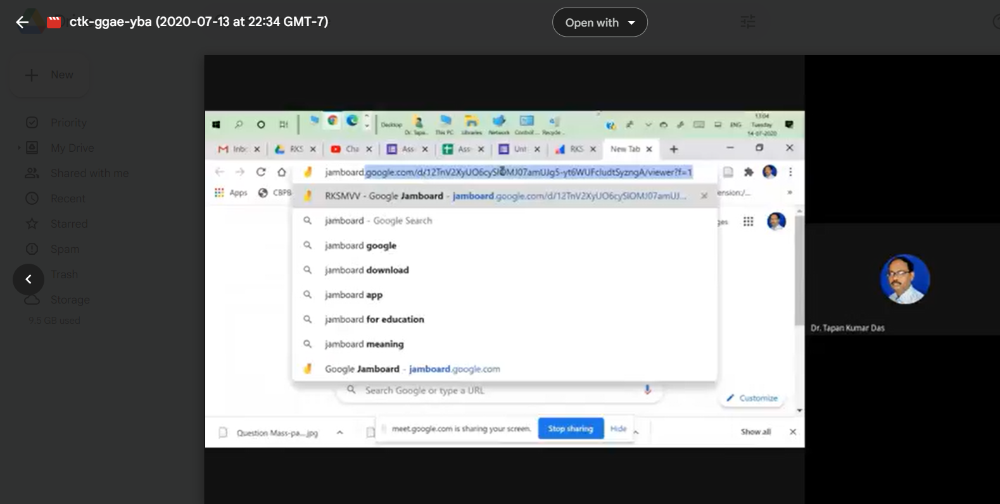 ctk-ggae-yba (2020-07-13 at 22:34 GMT-7)
Open with
New
Priority
My Drive
Shared with me
Recent
Starred
Spam
Trash
Storage
9.5 GB used
Desktop
Dr. Tapa...
This PC
Libraries
Network
Control ...
Recycle ...
ENG
13:04
Tuesday
14-07-2020
Inb
RKS
Cha
Ass
Ass
Unt
RKS
New Tab
jamboard.google.com/d/12TnV2XyUO6cySlOMJ07amUJg5-yt6WUFcludtSyzngA/viewer?f=1
Apps
CBPB
ension:/...
»
RKSMVV - Google Jamboard - jamboard.google.com/d/12TnV2XyUO6cySlOMJ07amUJ...
jamboard - Google Search
ges
jamboard google
jamboard download
jamboard app
jamboard for education
jamboard meaning
Google Jamboard - jamboard.google.com
Search Google or type a URL
Customize
Question Mass-pa....jpg
meet.google.com is sharing your screen.
Stop sharing
Hide
Show all
Dr. Tapan Kumar Das